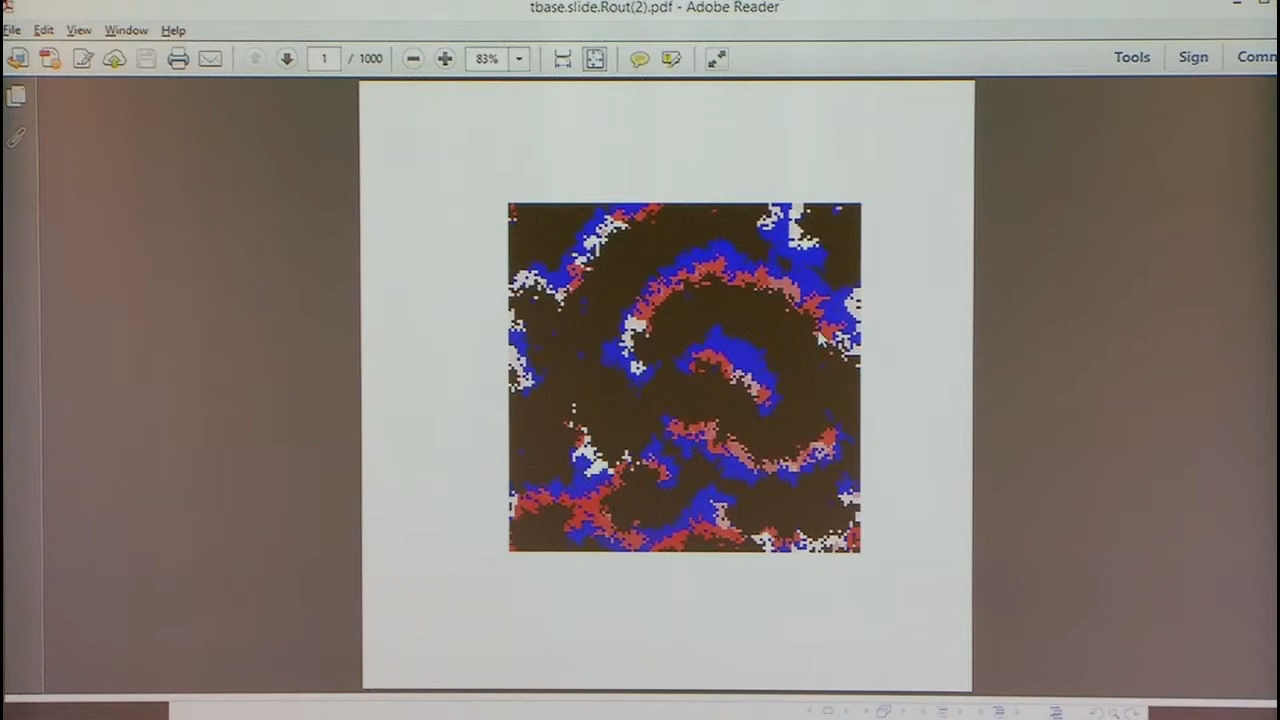 tbase.slide.Rout(2).pdf - Adobe Reader
File Edit View Window Help
1 / 1000 83% Tools Sign Comm